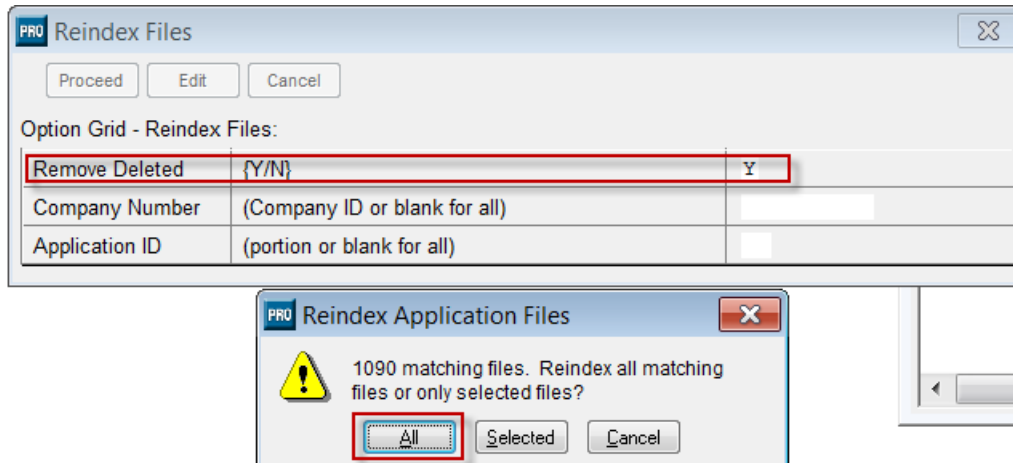 PRO Reindex Files
Proceed Edit Cancel
Option Grid - Reindex Files:
Remove Deleted {Y/N} Y
Company Number (Company ID or blank for all)
Application ID (portion or blank for all)
PRO Reindex Application Files
1090 matching files. Reindex all matching
files or only selected files?
All Selected Cancel